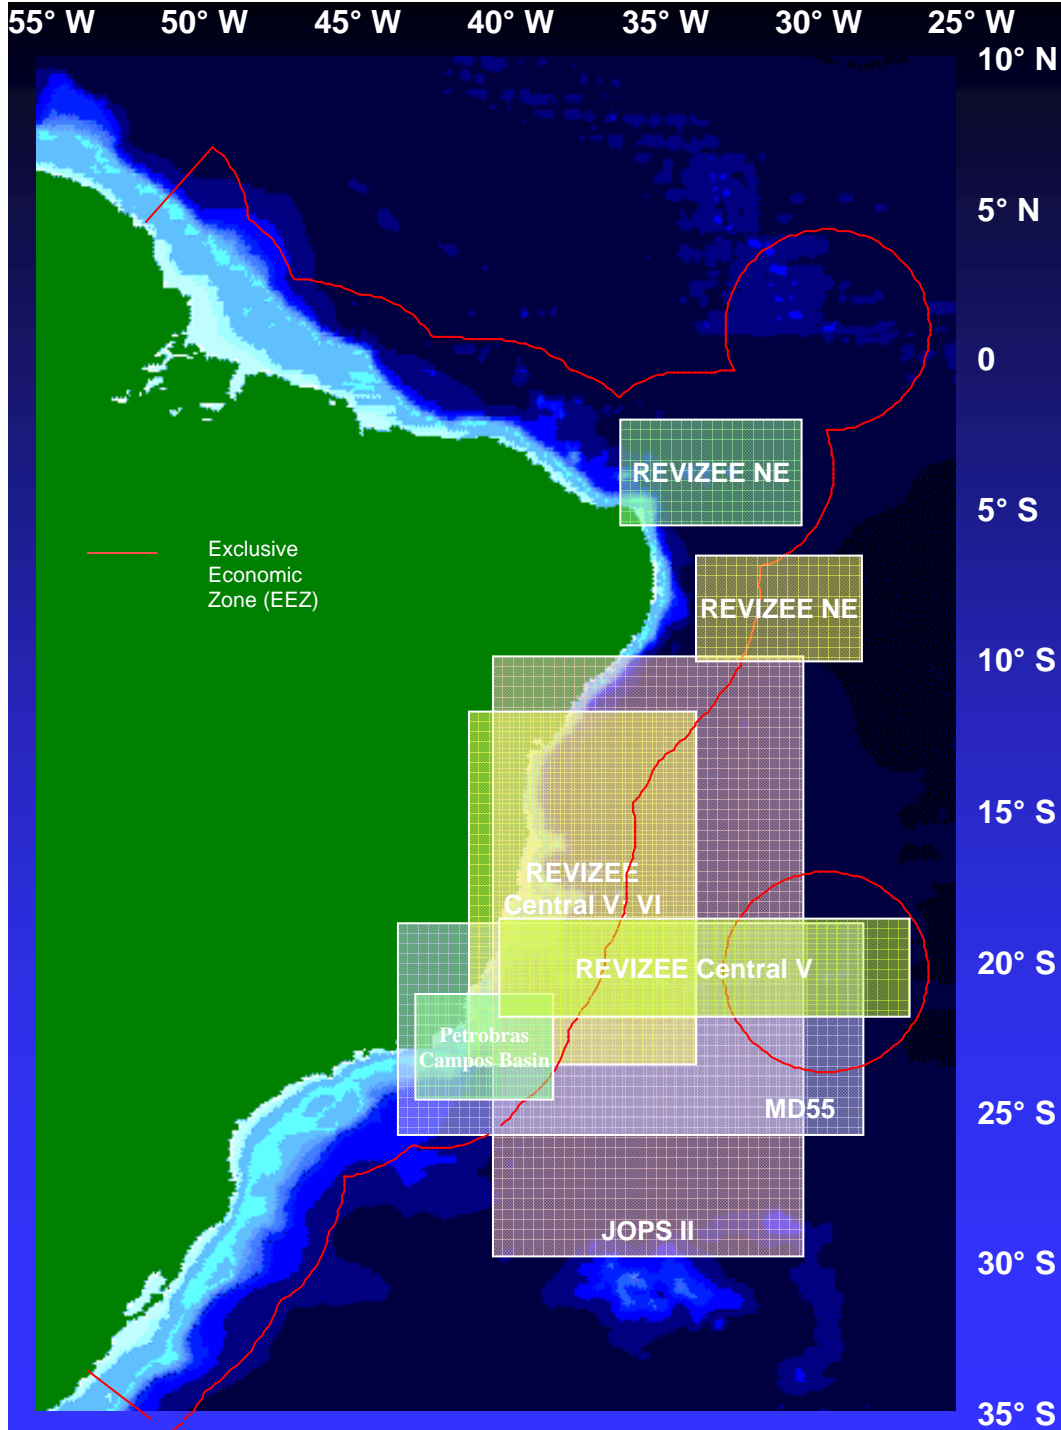 55° W 50° W 45° W 40° W 35° W 30° W 25° W
10° N
5° N
0
REVIZEE NE
5° S
Exclusive
Economic
Zone (EEZ)
REVIZEE NE
10° S
15° S
REVIZEE
Central V VI
20° S
REVIZEE Central V
Petrobras
Campos Basin
MD55
25° S
JOPS II
30° S
35° S